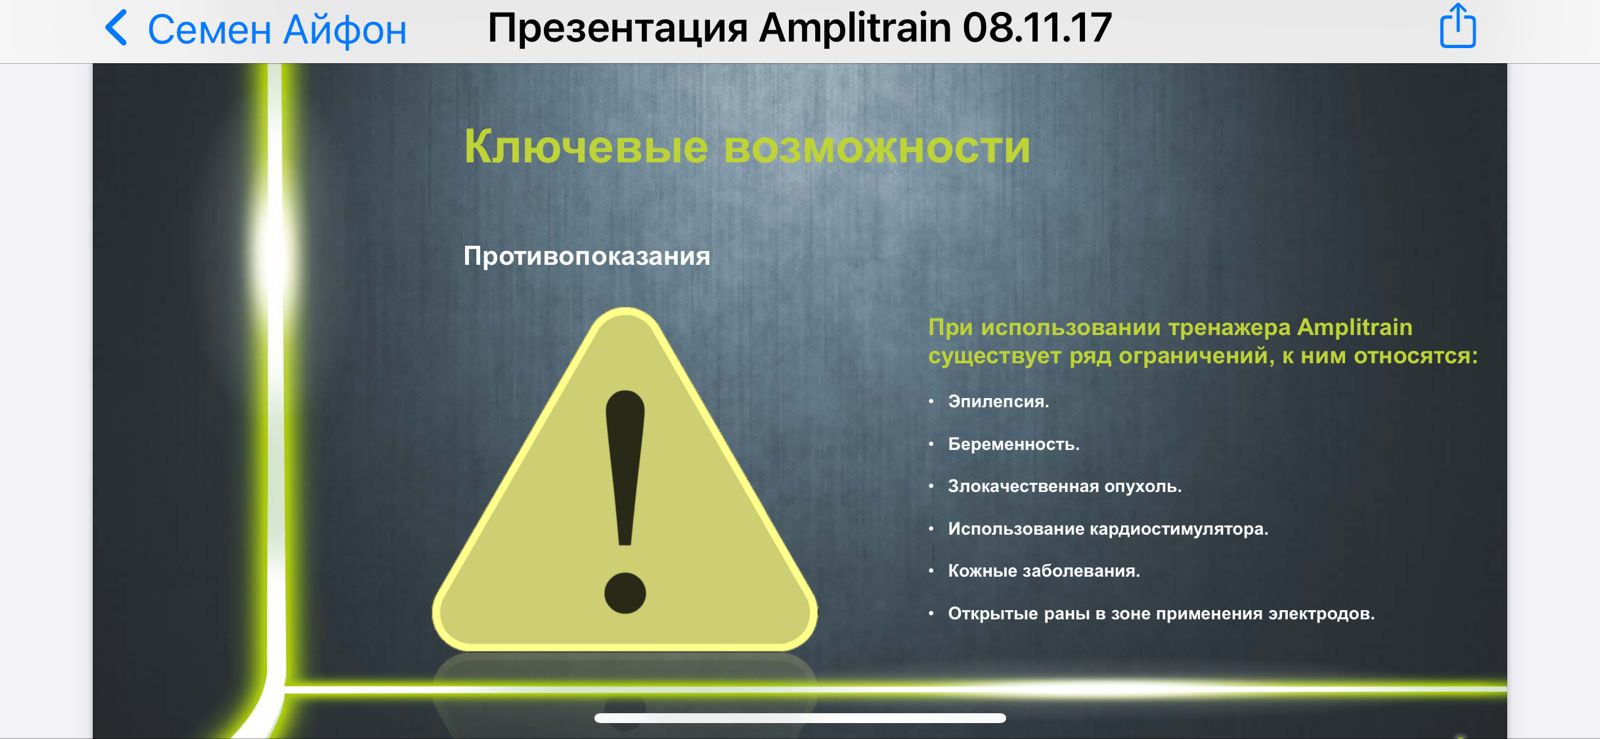 Семен Айфон
Презентация Amplitrain 08.11.17
Ключевые возможности
Противопоказания
При использовании тренажера Amplitrain
существует ряд ограничений, к ним относятся:
• Эпилепсия.
• Беременность.
• Злокачественная опухоль.
• Использование кардиостимулятора.
• Кожные заболевания.
• Открытые раны в зоне применения электродов.